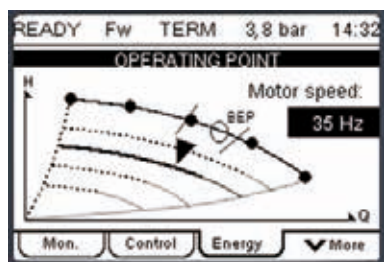 READY Fw TERM 3,8 bar 14:32
OPERATING POINT
H
Motor speed:
BEP
35 Hz
Q
Mon. Control Energy More